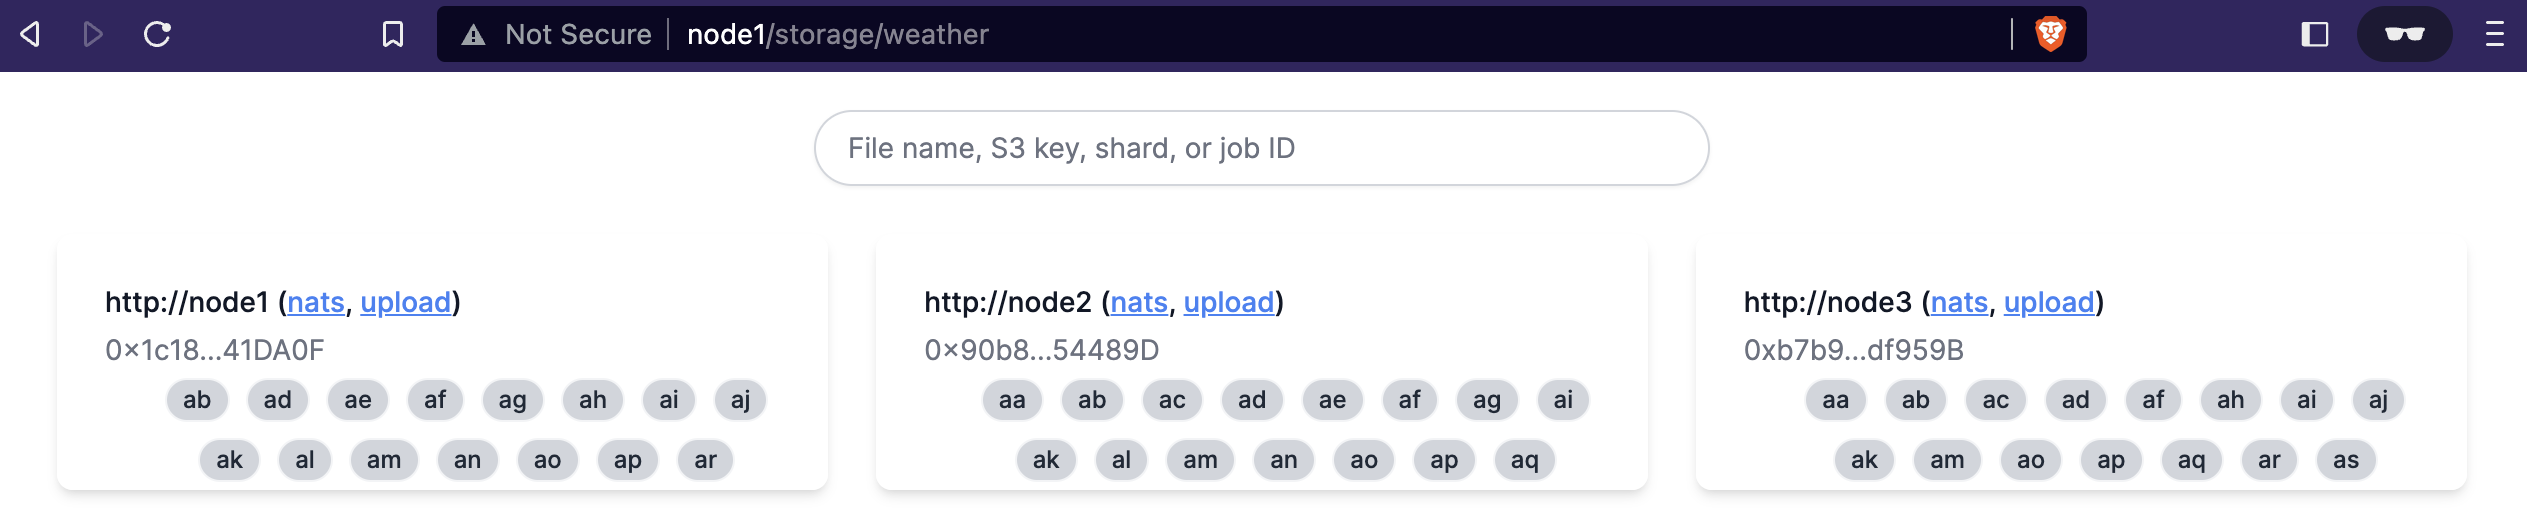 Not Secure node1/storage/weather
File name, S3 key, shard, or job ID
http://node1 (nats, upload)
0×1c18...41DA0F
ab ad ae af ag ah ai aj
ak al am an ao ap ar
http://node2 (nats, upload)
0×90b8...54489D
aa ab ac ad ae af ag ai
ak al am an ao ap aq
http://node3 (nats, upload)
0xb7b9...df959B
aa ab ac ad af ah ai aj
ak am ao ap aq ar as